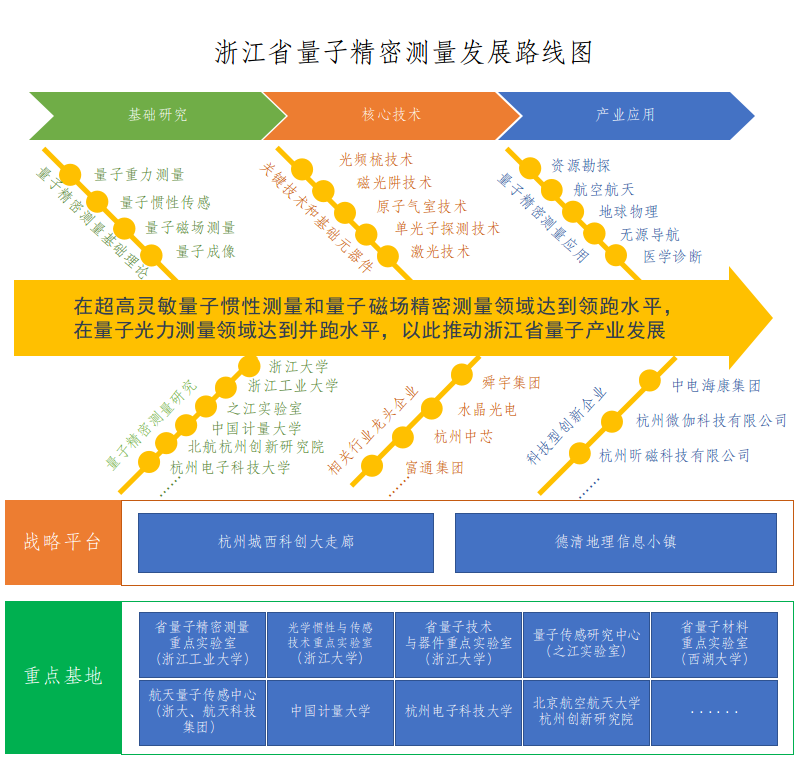 浙江省量子精密测量发展路线图
基础研究
核心技术
产业应用
量子精密测量基础理论
量子重力测量
量子惯性传感
量子磁场测量
量子成像
关键技术和基础元器件
光频梳技术
磁光阱技术
原子气室技术
单光子探测技术
激光技术
量子精密测量应用
资源勘探
航空航天
地球物理
无源导航
医学诊断
在超高灵敏量子惯性测量和量子磁场精密测量领域达到领跑水平，
在量子光力测量领域达到并跑水平，以此推动浙江省量子产业发展
量子精密测量研究
浙江大学
浙江工业大学
之江实验室
中国计量大学
北航杭州创新研究院
杭州电子科技大学
······
相关行业龙头企业
舜宇集团
水晶光电
杭州中芯
富通集团
······
科技型创新企业
中电海康集团
杭州微伽科技有限公司
杭州昕磁科技有限公司
······
战略平台
杭州城西科创大走廊
德清地理信息小镇
重点基地
省量子精密测量
重点实验室
（浙江工业大学）
光学惯性与传感
技术重点实验室
（浙江大学）
省量子技术
与器件重点实验室
（浙江大学）
量子传感研究中心
（之江实验室）
省量子材料
重点实验室
（西湖大学）
航天量子传感中心
（浙大、航天科技
集团）
中国计量大学
杭州电子科技大学
北京航空航天大学
杭州创新研究院
······